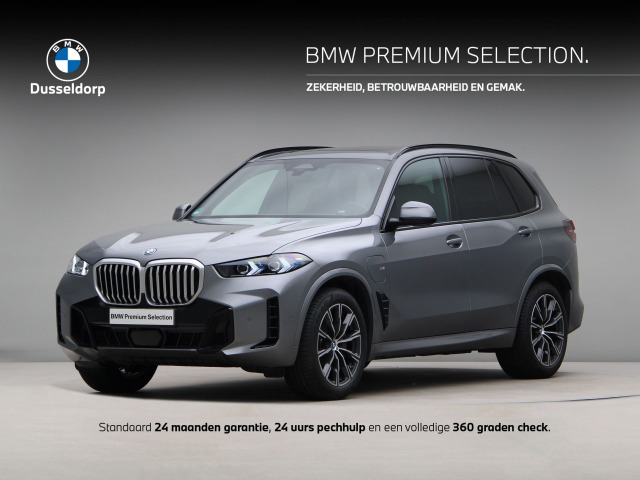 BMW
Dusseldorp
BMW PREMIUM SELECTION.
ZEKERHEID, BETROUWBAARHEID EN GEMAK.
BMW Premium Selection
Standaard 24 maanden garantie, 24 uurs pechhulp en een volledige 360 graden check.